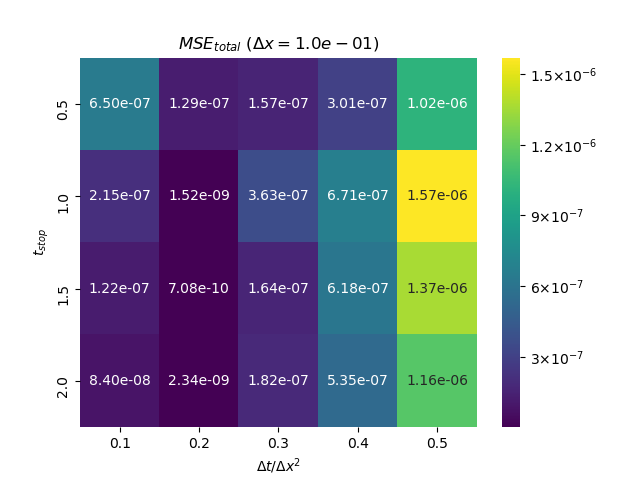 MSE_total (Δx = 1.0e − 01)
6.50e-07 1.29e-07 1.57e-07 3.01e-07 1.02e-06
2.15e-07 1.52e-09 3.63e-07 6.71e-07 1.57e-06
1.22e-07 7.08e-10 1.64e-07 6.18e-07 1.37e-06
8.40e-08 2.34e-09 1.82e-07 5.35e-07 1.16e-06
0.5
1.0
1.5
2.0
t_stop
0.1 0.2 0.3 0.4 0.5
Δt/Δx²
1.5×10⁻⁶
1.2×10⁻⁶
9×10⁻⁷
6×10⁻⁷
3×10⁻⁷